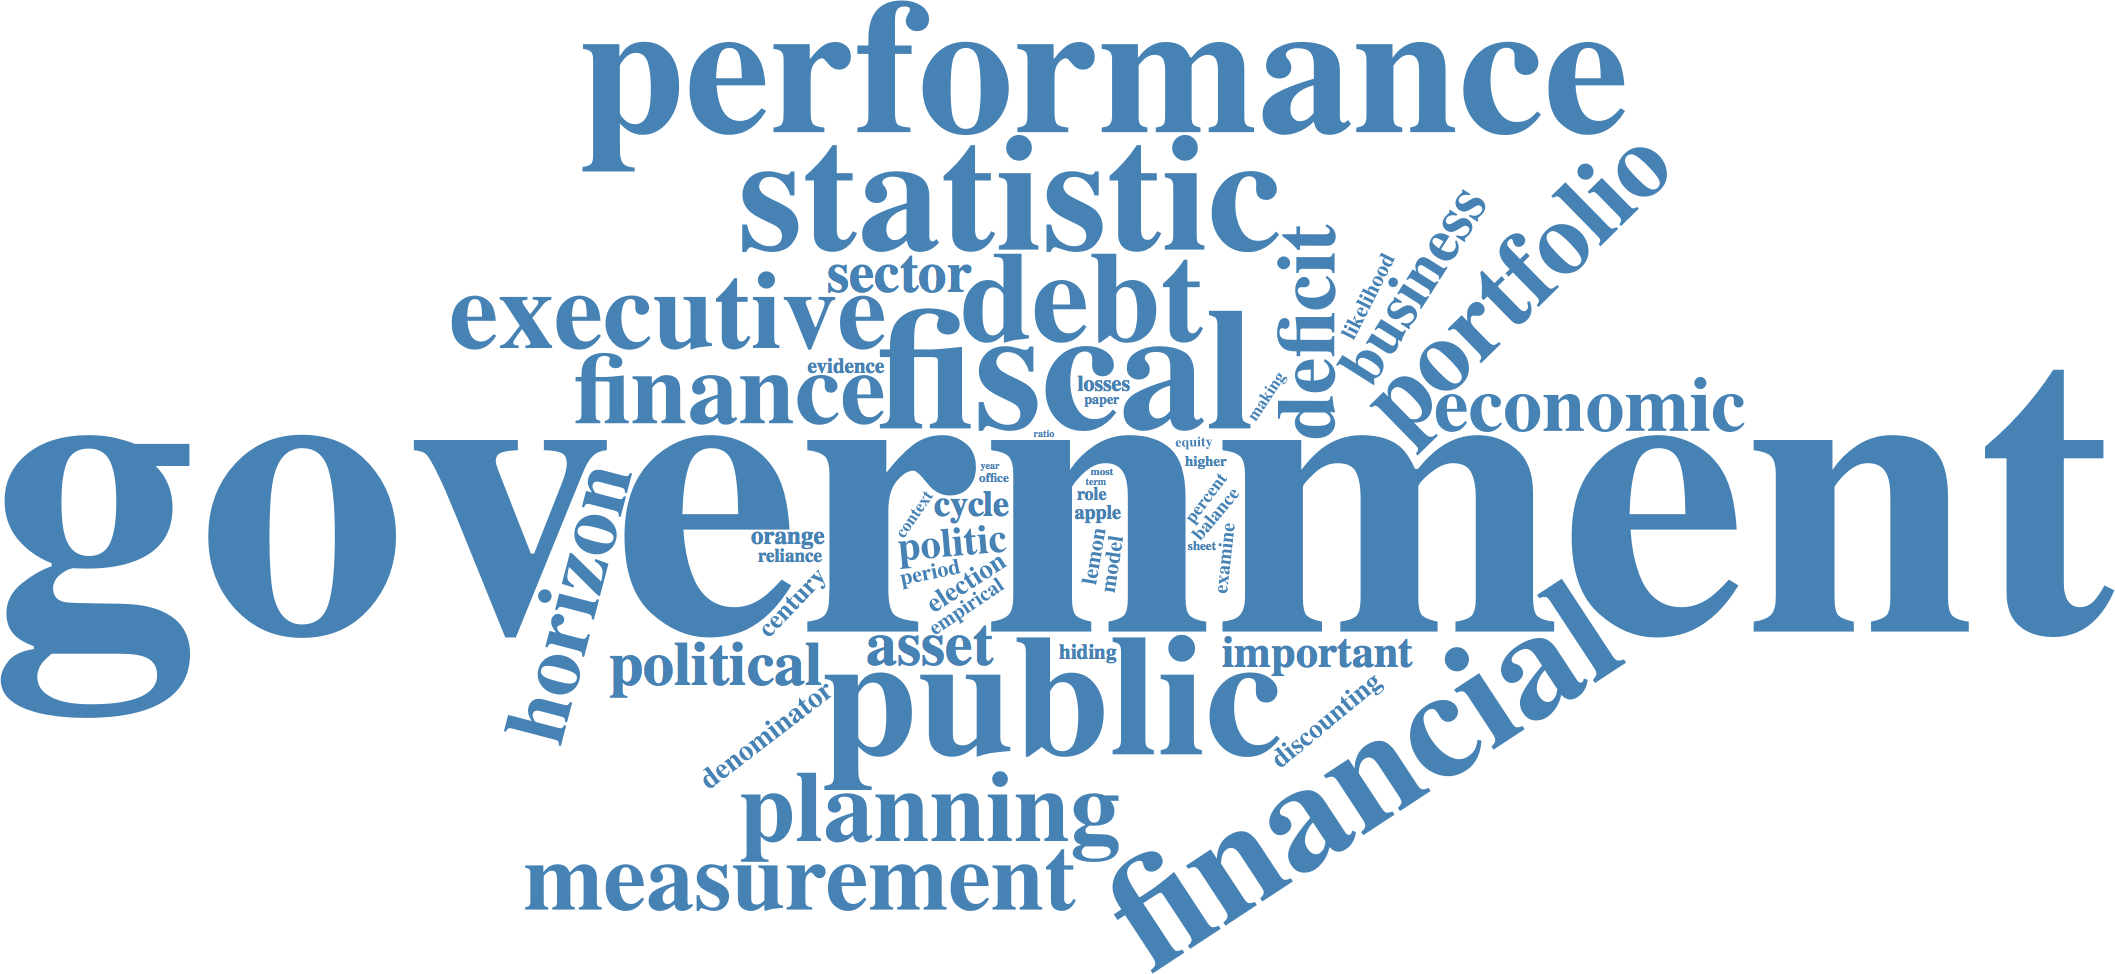 performance
statistic
portfolio
business
deficit
likelihood
sector
debt
executive
fiscal
evidence
finance
losses
paper
making
economic
government
ratio
equity
higher
year
office
most
term
role
apple
context
cycle
percent
balance
sheet
examine
orange
reliance
politic
period
election
empirical
lemon
model
century
horizon
political
asset
hiding
important
public
financial
denominator
discounting
planning
measurement